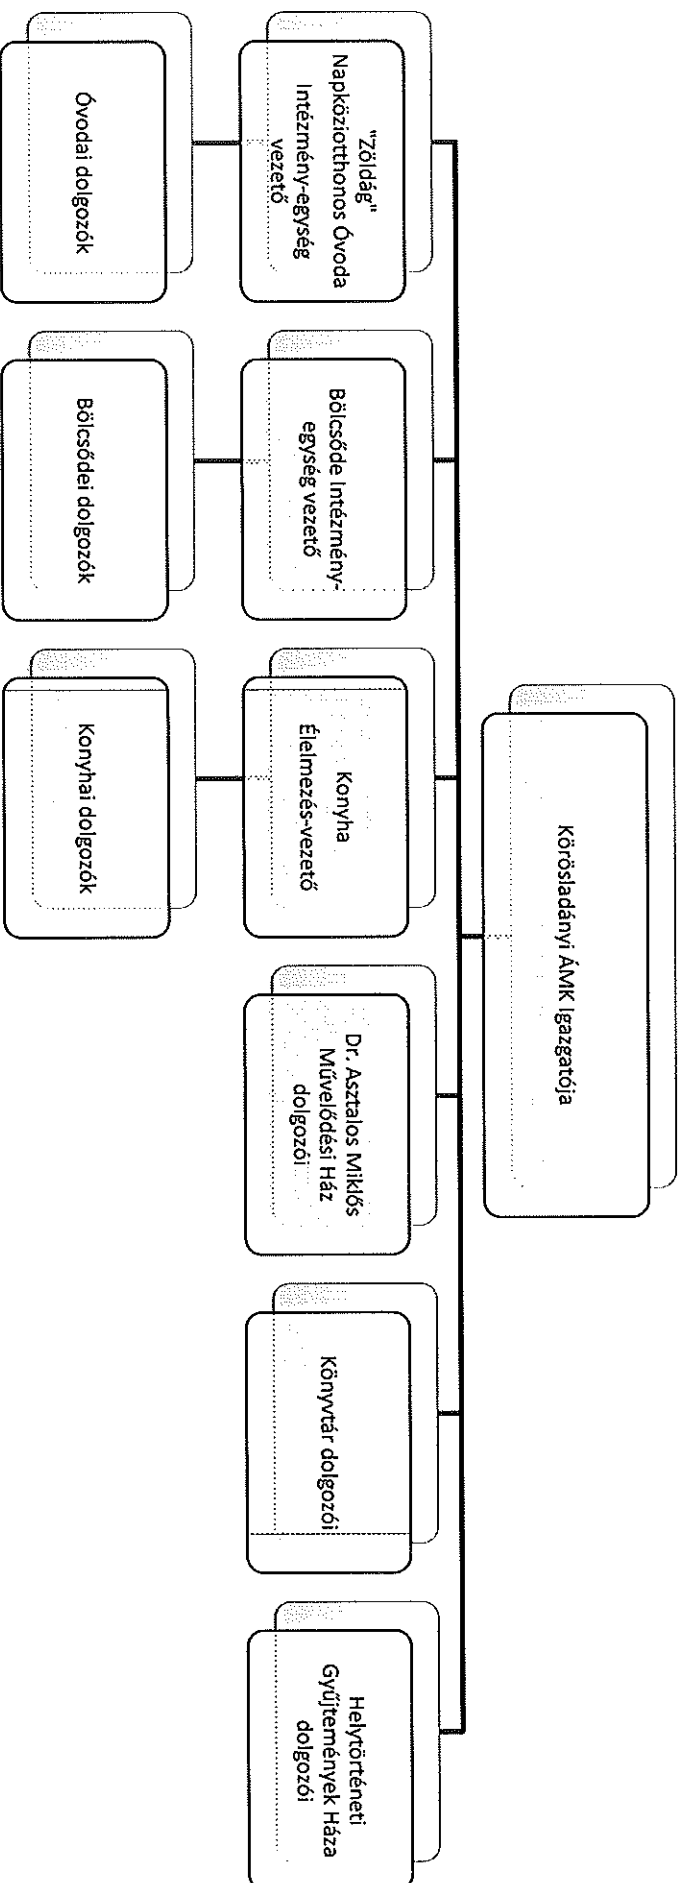 Körösladányi ÁMK Igazgatója
"Zöldág"
Napköziotthonos Óvoda
Intézmény-egység
vezető
Bölcsőde Intézmény-
egység vezető
Konyha
Élelmezés-vezető
Dr. Asztalos Miklós
Művelődési Ház
dolgozói
Könyvtár dolgozói
Helytörténeti
Gyűjtemények Háza
dolgozói
Óvodai dolgozók
Bölcsődei dolgozók
Konyhai dolgozók